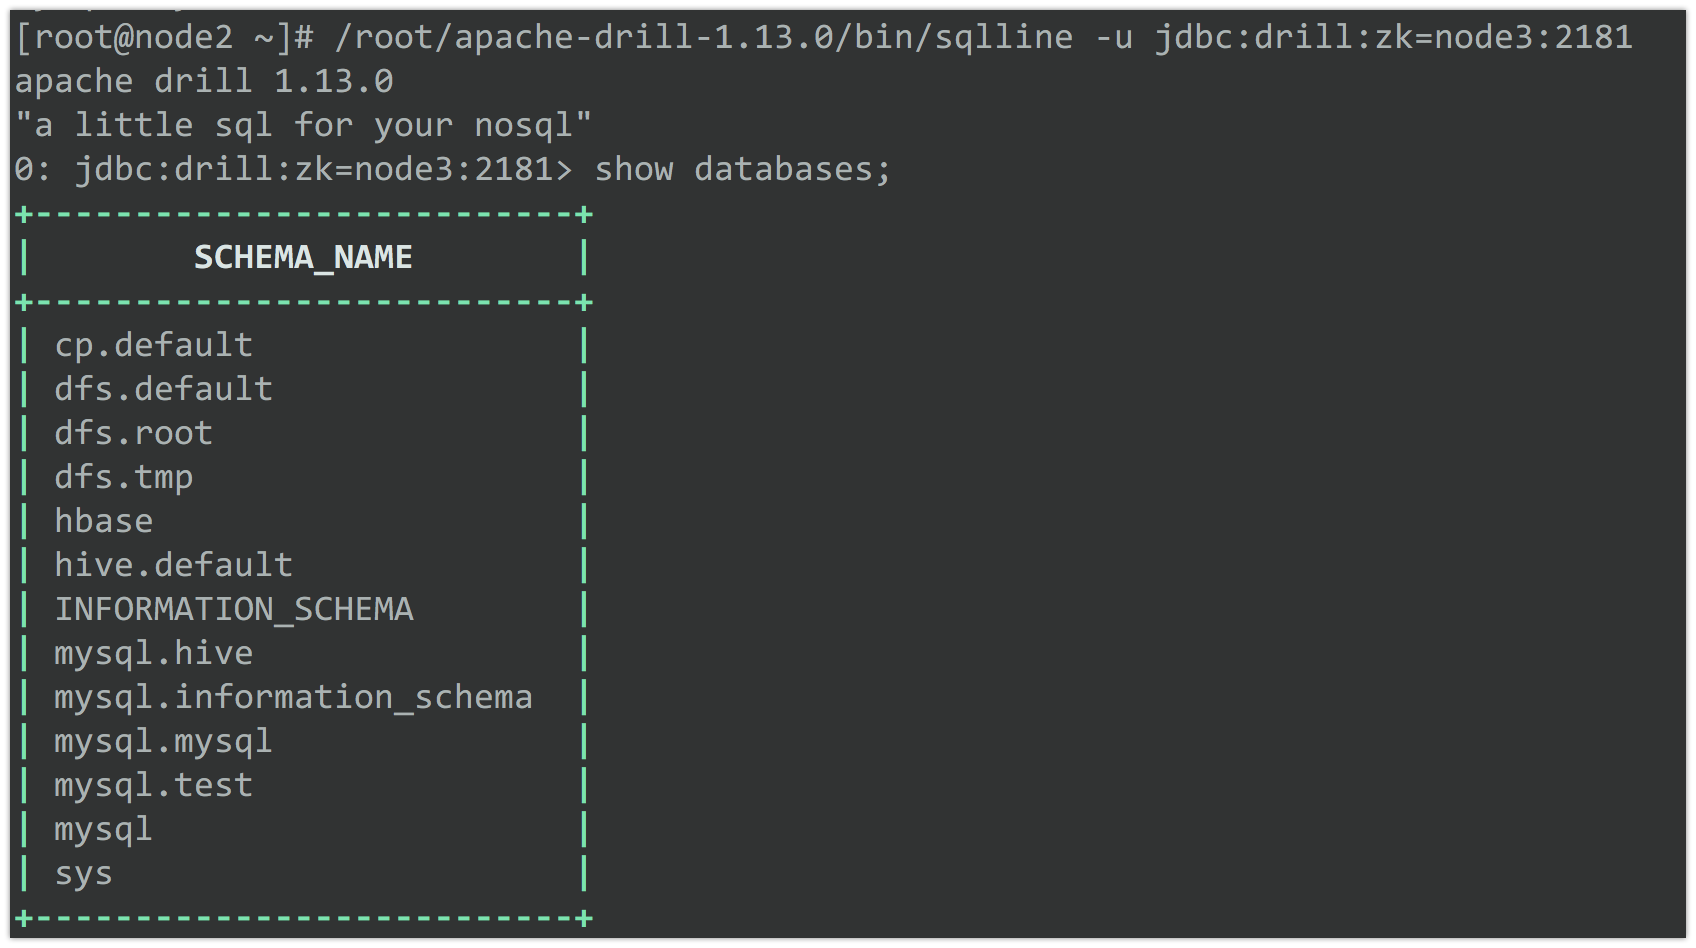 [root@node2 ~]# /root/apache-drill-1.13.0/bin/sqlline -u jdbc:drill:zk=node3:2181
apache drill 1.13.0
"a little sql for your nosql"
0: jdbc:drill:zk=node3:2181> show databases;
+---------------------------+
|        SCHEMA_NAME        |
+---------------------------+
| cp.default                |
| dfs.default               |
| dfs.root                  |
| dfs.tmp                   |
| hbase                     |
| hive.default              |
| INFORMATION_SCHEMA        |
| mysql.hive                |
| mysql.information_schema  |
| mysql.mysql               |
| mysql.test                |
| mysql                     |
| sys                       |
+---------------------------+